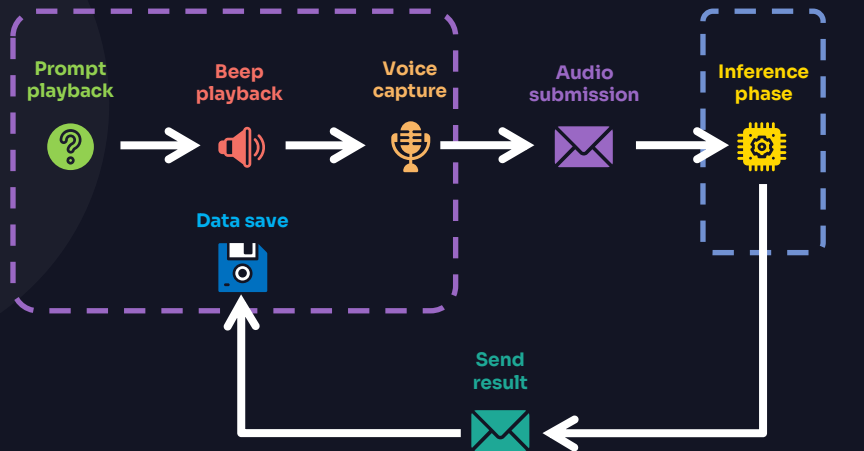 Prompt
playback
Beep
playback
Voice
capture
Audio
submission
Inference
phase
Data save
Send
result